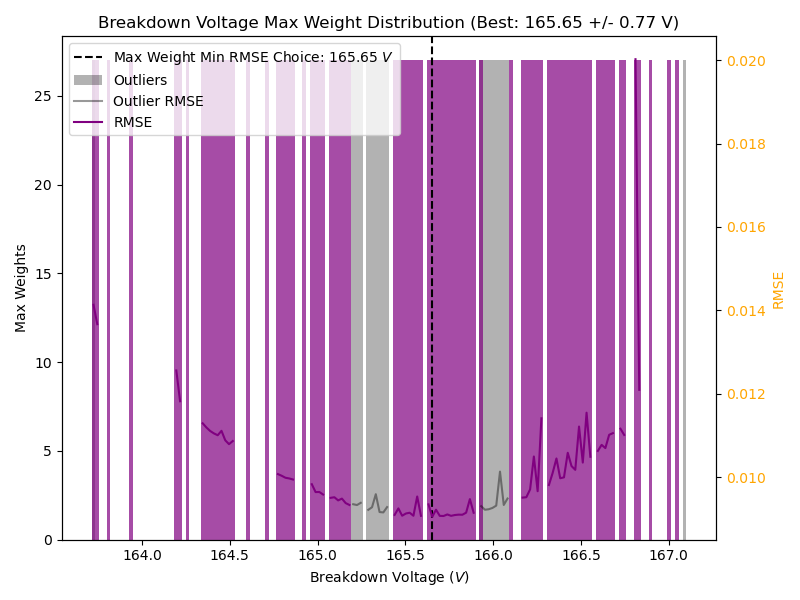 Breakdown Voltage Max Weight Distribution (Best: 165.65 +/- 0.77 V)
Max Weight Min RMSE Choice: 165.65 V
Outliers
Outlier RMSE
RMSE
Max Weights
25
20
15
10
5
0
0.020
0.018
0.016
0.014
0.012
0.010
RMSE
164.0 164.5 165.0 165.5 166.0 166.5 167.0
Breakdown Voltage (V)